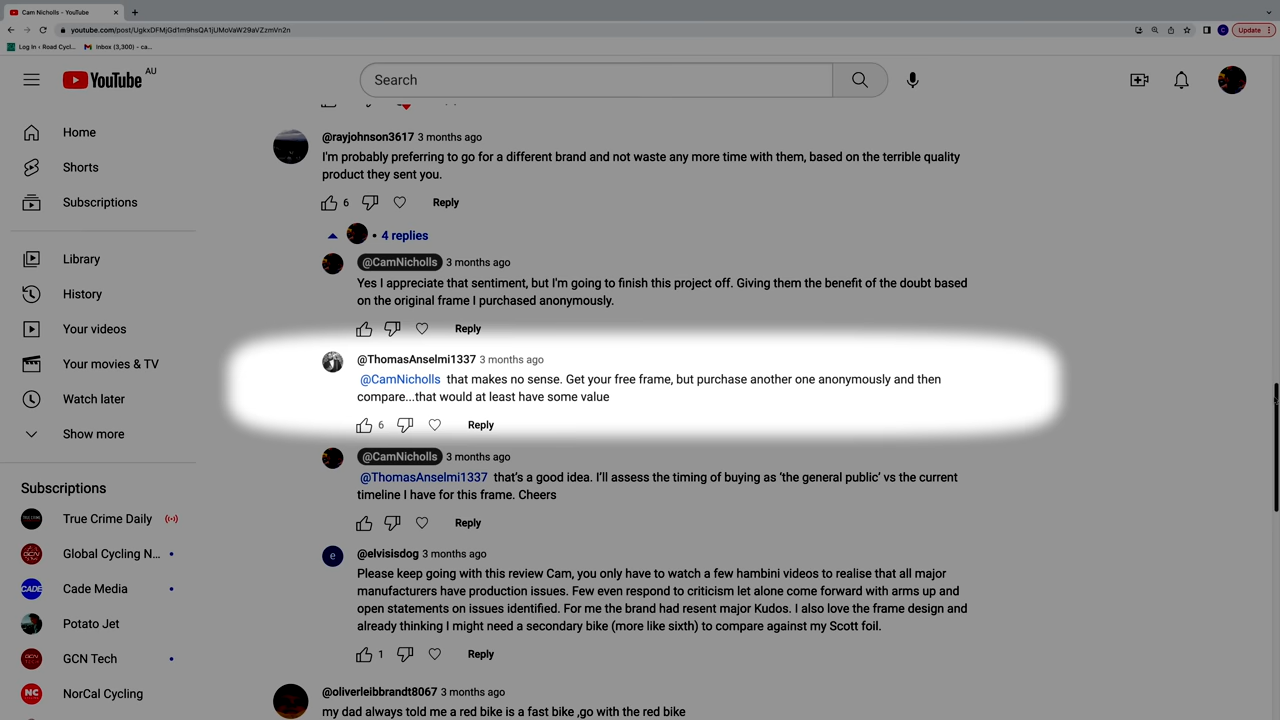 Cam Nicholls - YouTube
youtube.com/post/UgkxDFMjGd1m9hsQA1jUMoVaW29aVZzmVn2n
Update
Log In ‹ Road Cycl...
Inbox (3,300) - ca...
YouTube AU
Search
Home
Shorts
Subscriptions
Library
History
Your videos
Your movies & TV
Watch later
Show more
Subscriptions
True Crime Daily
Global Cycling N...
Cade Media
Potato Jet
GCN Tech
NorCal Cycling
@rayjohnson3617 3 months ago
I'm probably preferring to go for a different brand and not waste any more time with them, based on the terrible quality
product they sent you.
6 Reply
4 replies
@CamNicholls 3 months ago
Yes I appreciate that sentiment, but I'm going to finish this project off. Giving them the benefit of the doubt based
on the original frame I purchased anonymously.
Reply
@ThomasAnselmi1337 3 months ago
@CamNicholls that makes no sense. Get your free frame, but purchase another one anonymously and then
compare...that would at least have some value
6 Reply
@CamNicholls 3 months ago
@ThomasAnselmi1337 that's a good idea. I'll assess the timing of buying as 'the general public' vs the current
timeline I have for this frame. Cheers
Reply
e
@elvisisdog 3 months ago
Please keep going with this review Cam, you only have to watch a few hambini videos to realise that all major
manufacturers have production issues. Few even respond to criticism let alone come forward with arms up and
open statements on issues identified. For me the brand had resent major Kudos. I also love the frame design and
already thinking I might need a secondary bike (more like sixth) to compare against my Scott foil.
1 Reply
@oliverleibbrandt8067 3 months ago
my dad always told me a red bike is a fast bike ,go with the red bike